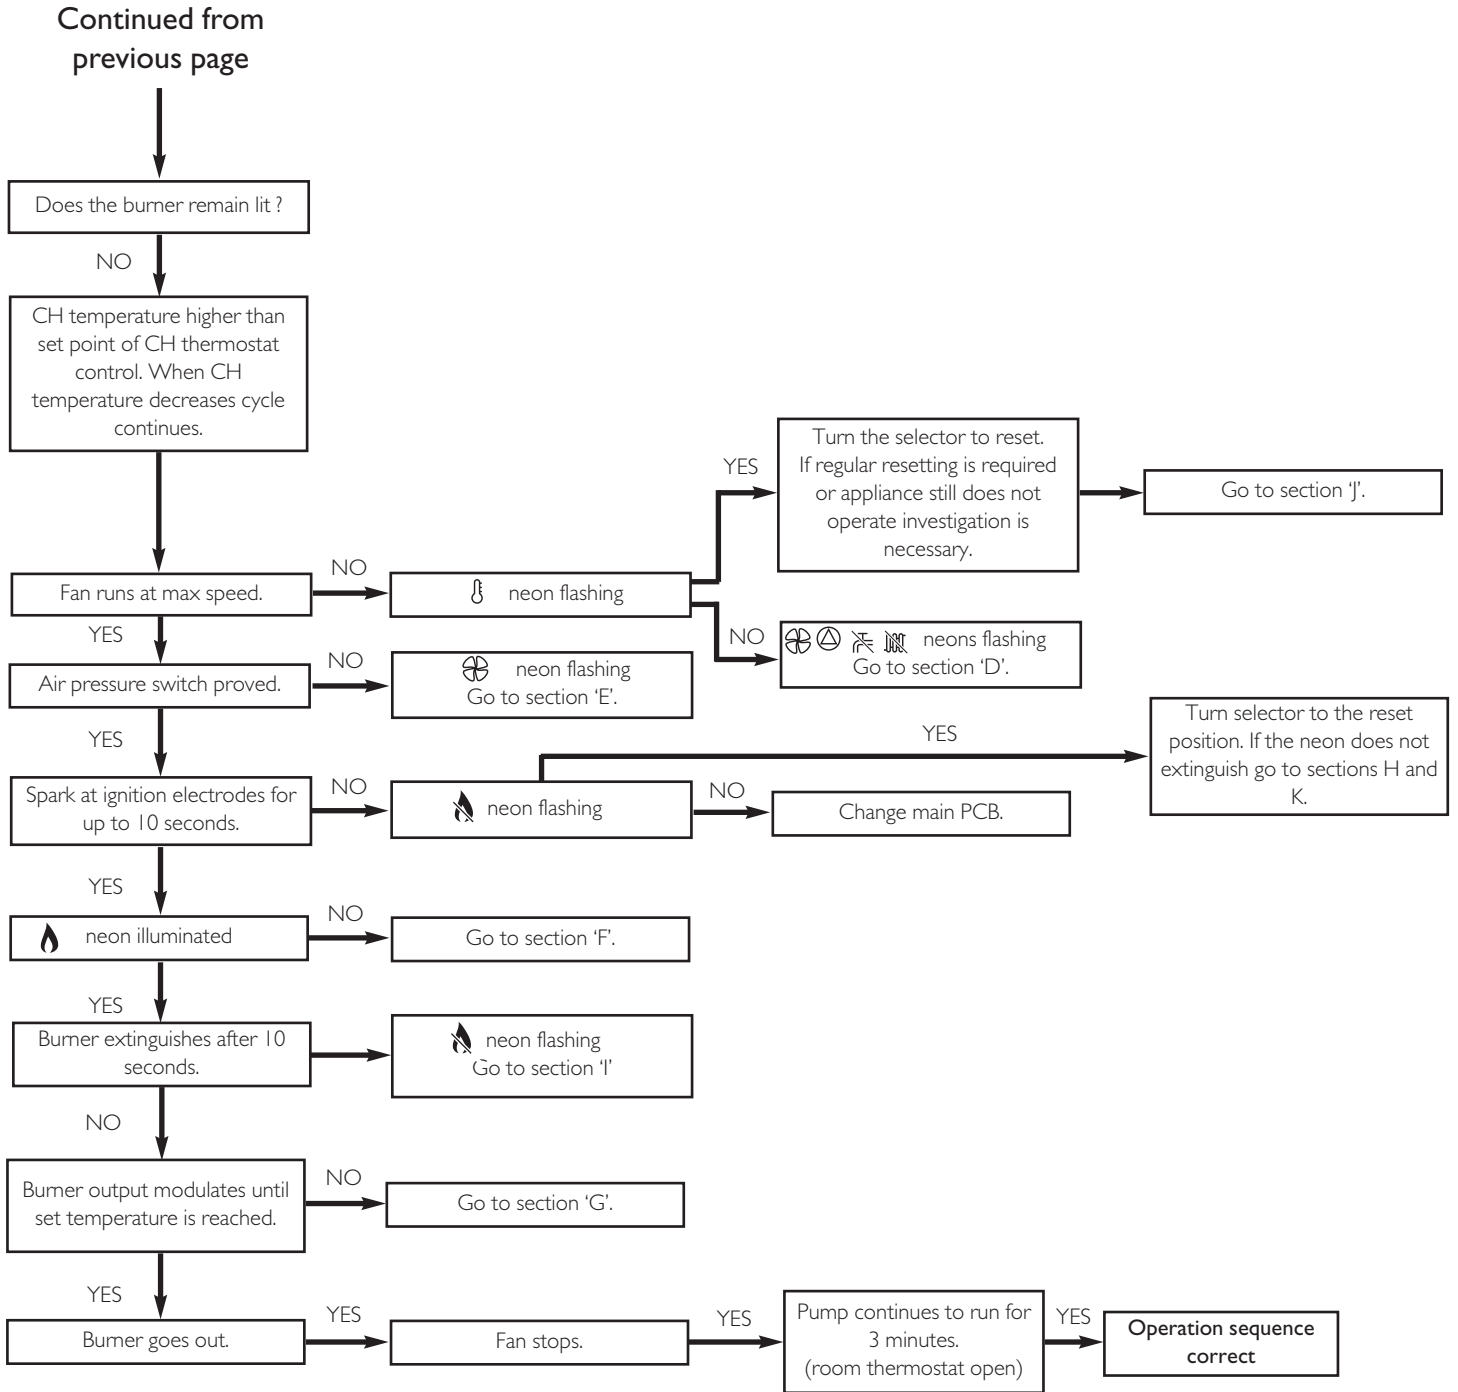 Continued from
previous page
Does the burner remain lit ?
NO
CH temperature higher than
set point of CH thermostat
control. When CH
temperature decreases cycle
continues.
Fan runs at max speed.
NO
neon flashing
YES
Turn the selector to reset.
If regular resetting is required
or appliance still does not
operate investigation is
necessary.
Go to section ‘J’.
NO
neons flashing
Go to section ‘D’.
YES
Air pressure switch proved.
NO
neon flashing
Go to section ‘E’.
YES
Spark at ignition electrodes for
up to 10 seconds.
NO
neon flashing
YES
Turn selector to the reset
position. If the neon does not
extinguish go to sections H and
K.
NO
Change main PCB.
YES
neon illuminated
NO
Go to section ‘F’.
YES
Burner extinguishes after 10
seconds.
neon flashing
Go to section ‘I’
NO
Burner output modulates until
set temperature is reached.
NO
Go to section ‘G’.
YES
Burner goes out.
YES
Fan stops.
YES
Pump continues to run for
3 minutes.
(room thermostat open)
YES
Operation sequence
correct